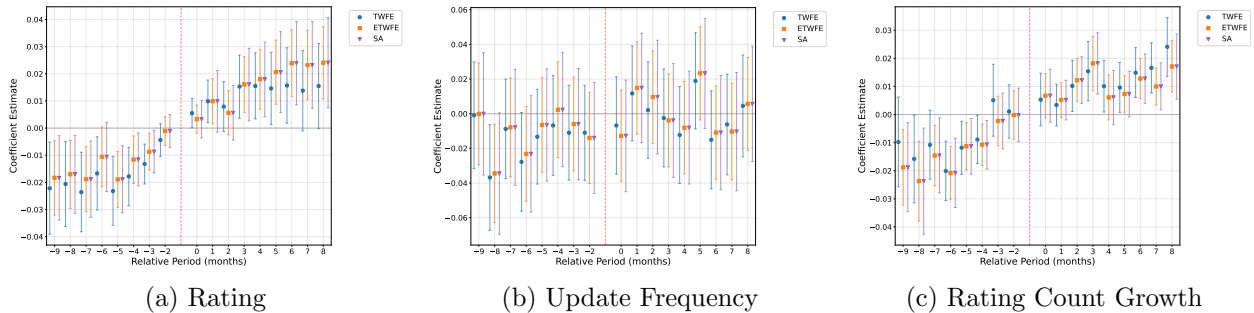 TWFE
ETWFE
SA
0.04
0.03
0.02
0.01
0.00
−0.01
−0.02
−0.03
−0.04
Coefficient Estimate
−9 −8 −7 −6 −5 −4 −3 −2 0 1 2 3 4 5 6 7 8
Relative Period (months)
(a) Rating
TWFE
ETWFE
SA
0.06
0.04
0.02
0.00
−0.02
−0.04
−0.06
Coefficient Estimate
−9 −8 −7 −6 −5 −4 −3 −2 0 1 2 3 4 5 6 7 8
Relative Period (months)
(b) Update Frequency
TWFE
ETWFE
SA
0.03
0.02
0.01
0.00
−0.01
−0.02
−0.03
−0.04
Coefficient Estimate
−9 −8 −7 −6 −5 −4 −3 −2 0 1 2 3 4 5 6 7 8
Relative Period (months)
(c) Rating Count Growth